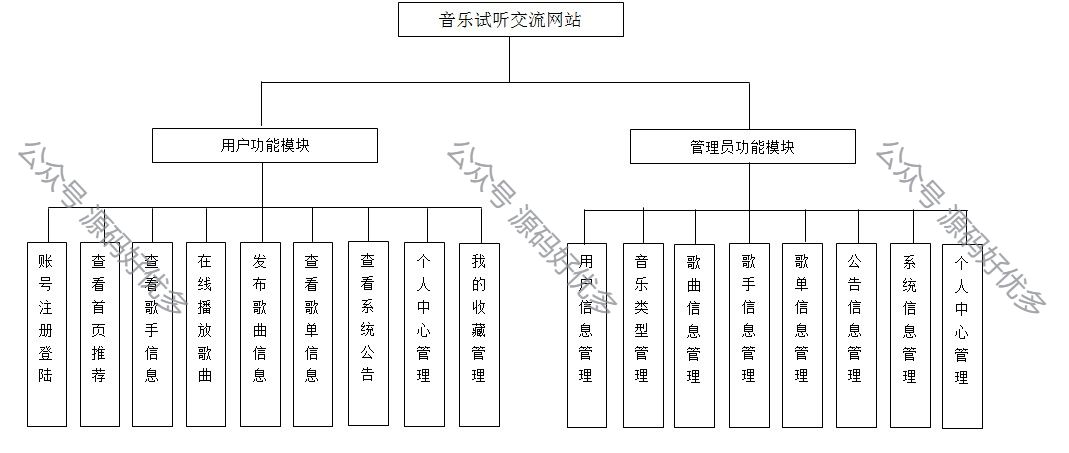 音乐试听交流网站
用户功能模块
管理员功能模块
账号注册登陆
查看首页推荐
查看歌手信息
在线播放歌曲
发布歌曲信息
查看歌单信息
查看系统公告
个人中心管理
我的收藏管理
用户信息管理
音乐类型管理
歌曲信息管理
歌手信息管理
歌单信息管理
公告信息管理
系统信息管理
个人中心管理
公众号 源码好优多
公众号 源码好优多
公众号 源码好优多